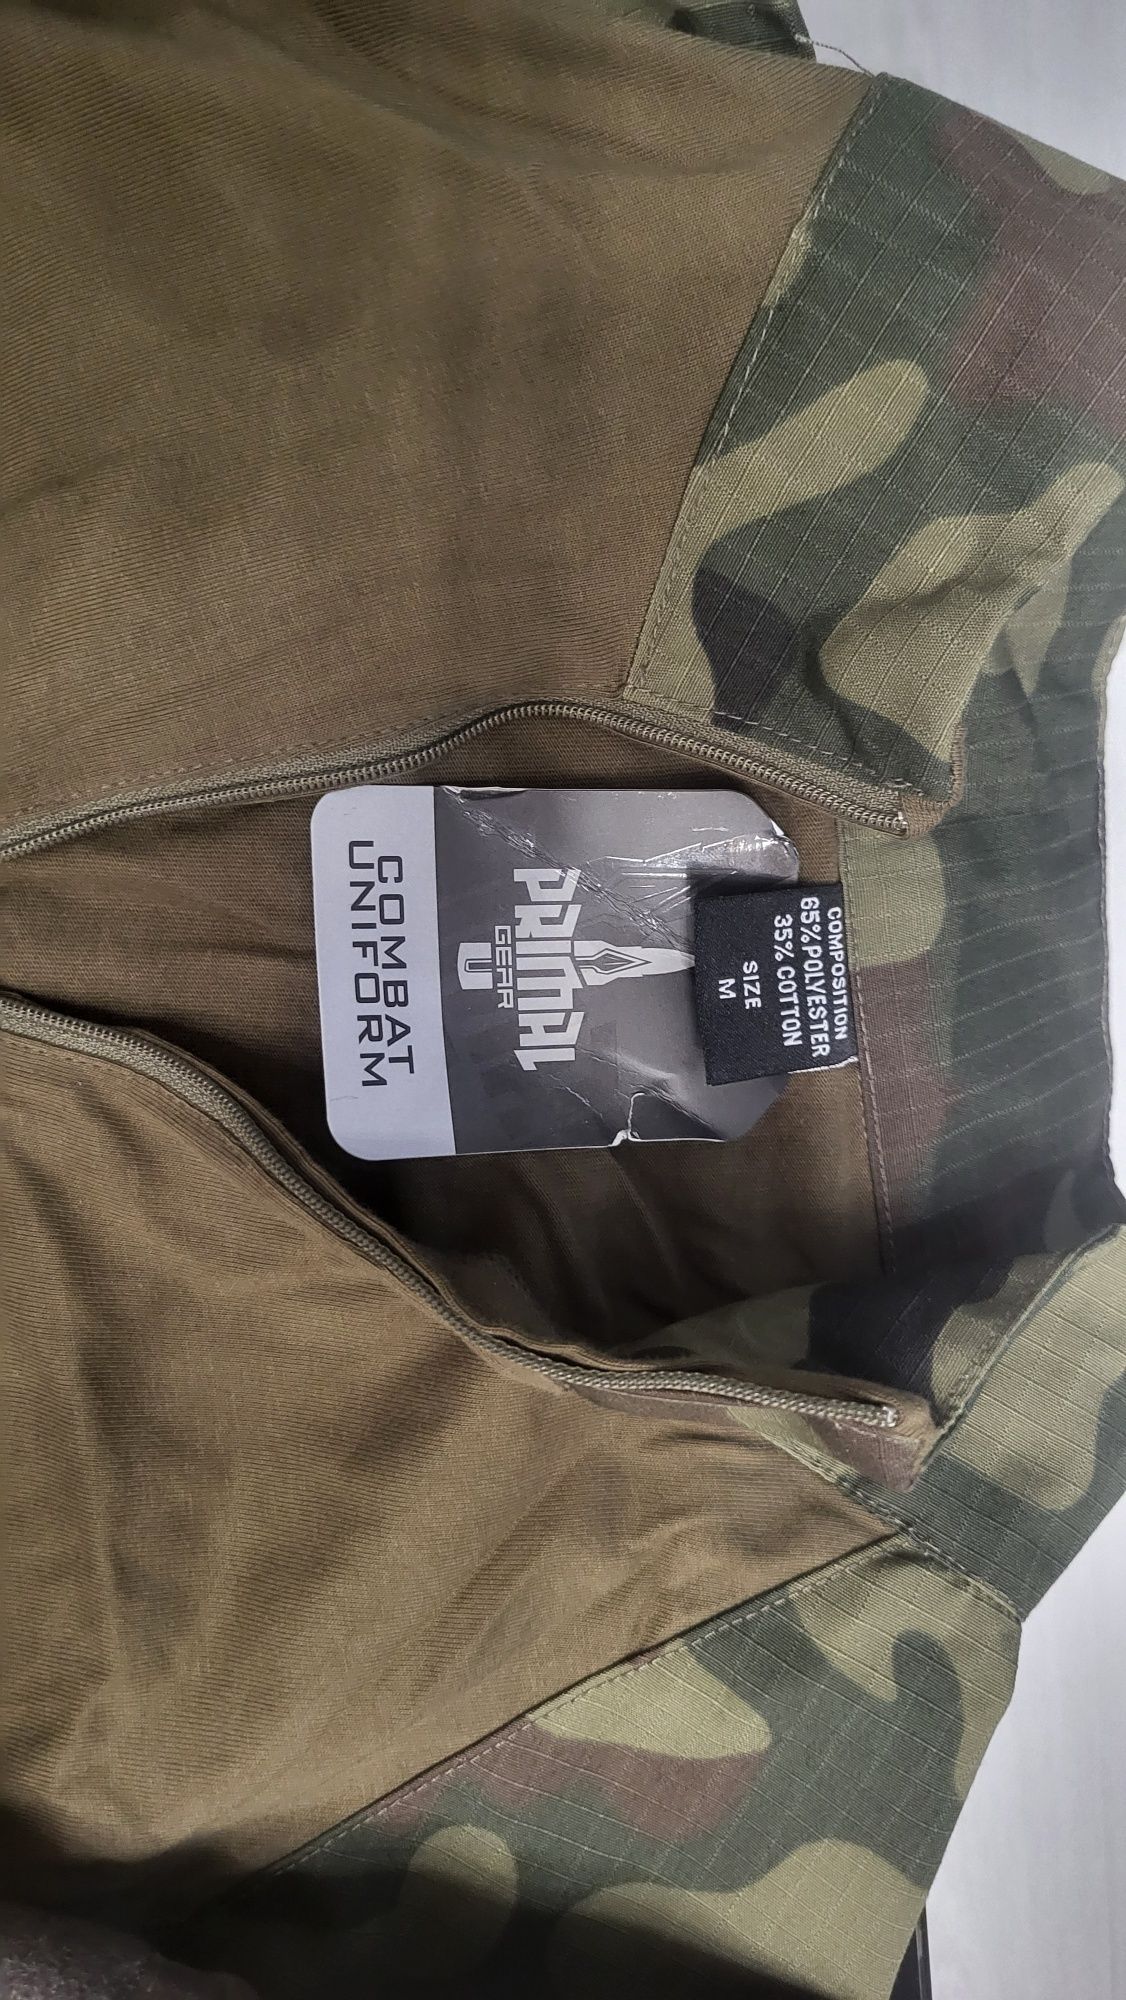 COMPOSITION
65% POLYESTER
35% COTTON
SIZE
M
PRIMAL
GEAR
U
COMBAT
UNIFORM